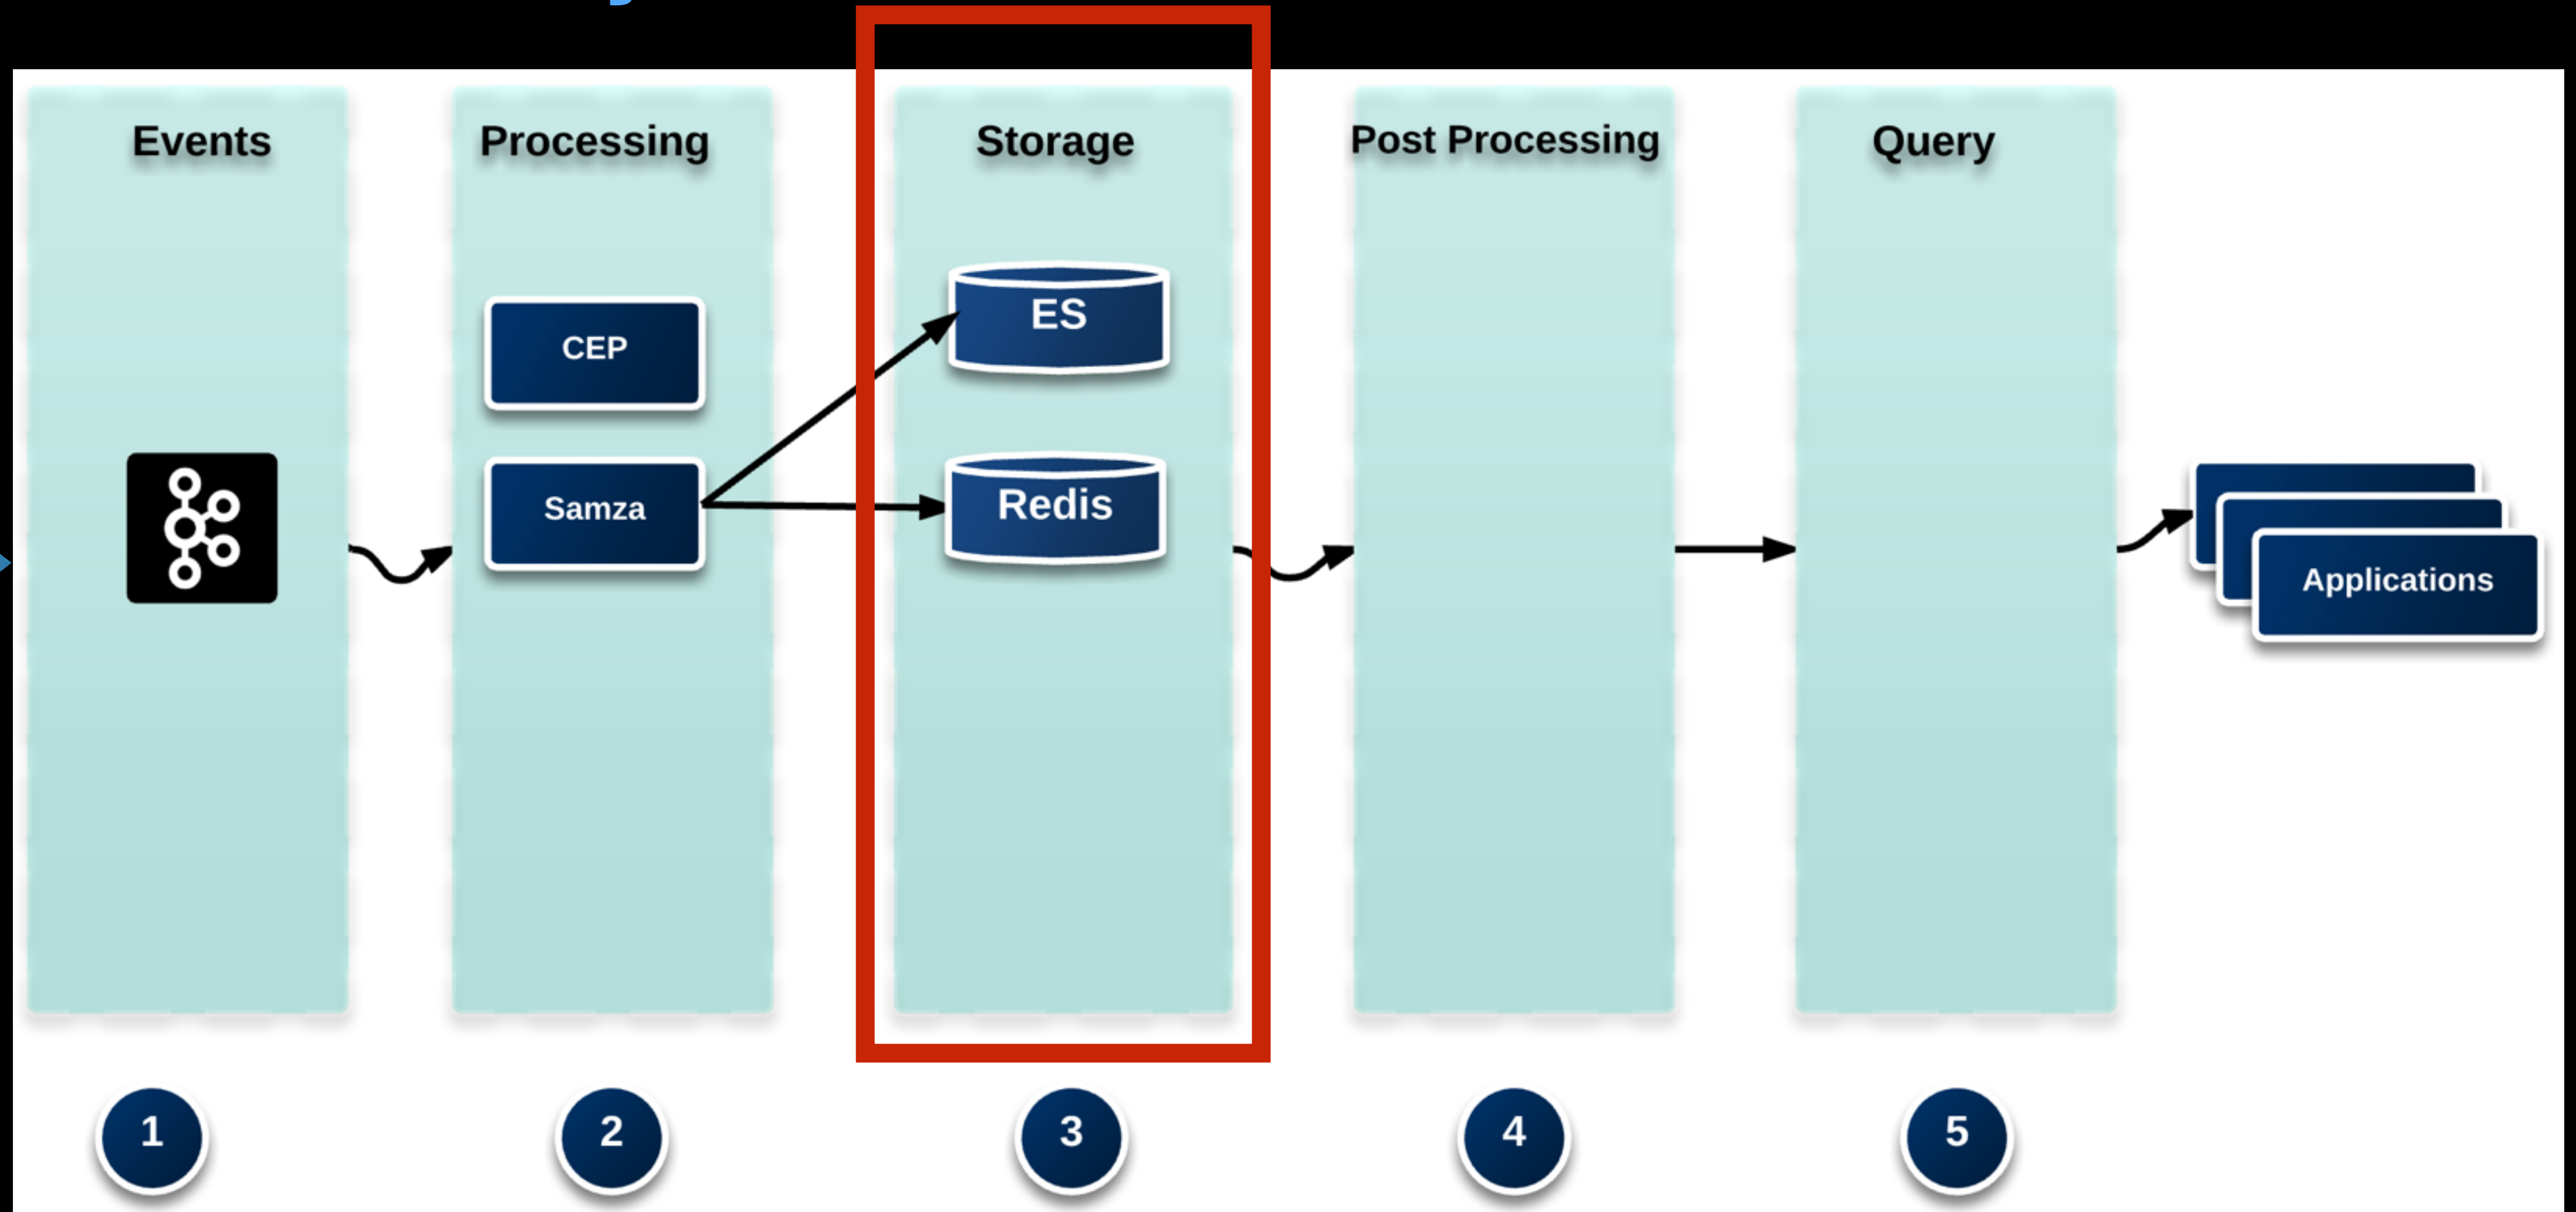 Events
Processing
Storage
Post Processing
Query
CEP
Samza
ES
Redis
Applications
1
2
3
4
5